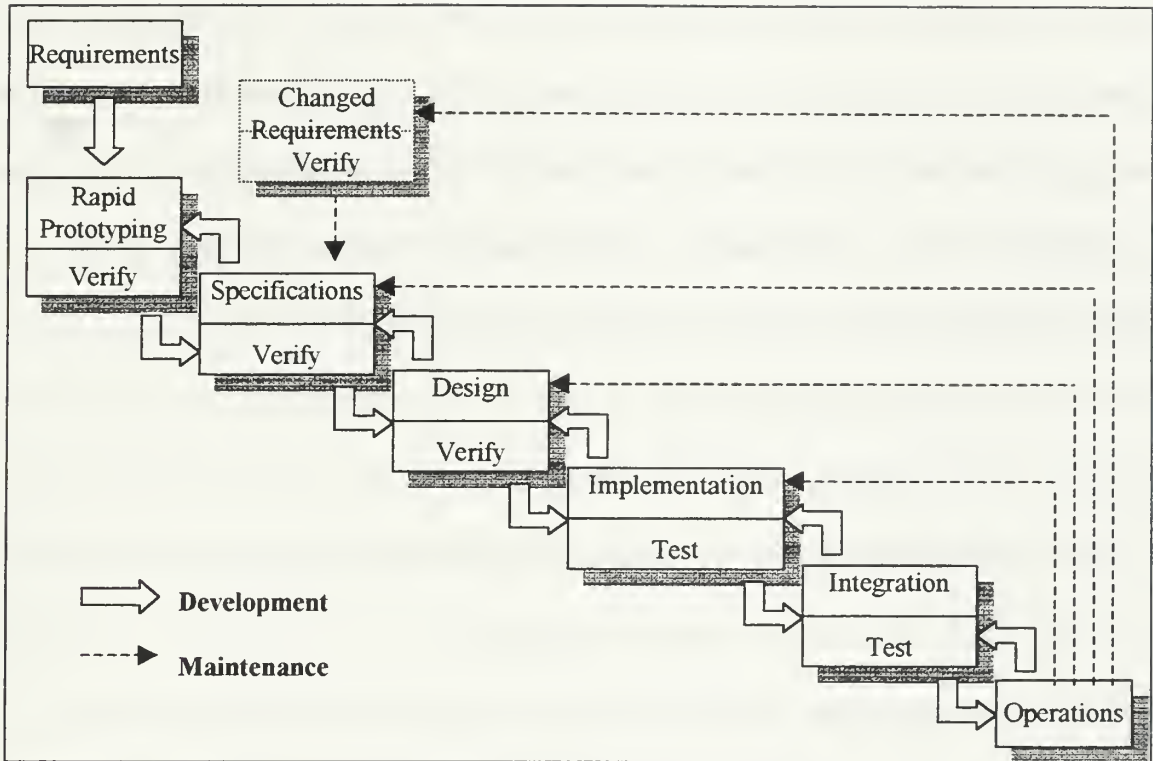 Requirements
Changed
Requirements
Verify
Rapid
Prototyping
Verify
Specifications
Verify
Design
Verify
Implementation
Test
Integration
Test
Operations
Development
Maintenance